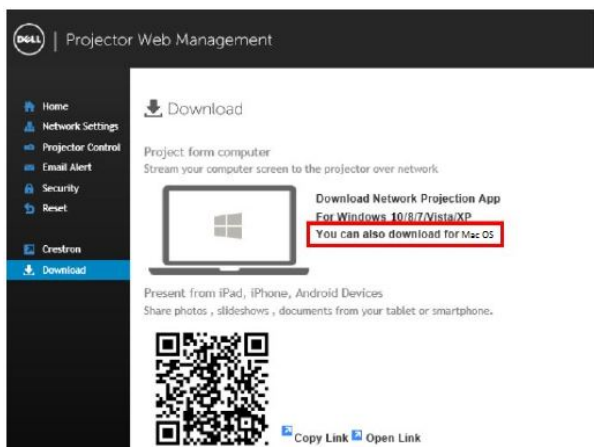 DELL | Projector Web Management
Home
Network Settings
Projector Control
Email Alert
Security
Reset
Crestron
Download
Download
Project form computer
Stream your computer screen to the projector over network
Download Network Projection App
For Windows 10/8/7/Vista/XP
You can also download for Mac OS
Present from iPad, iPhone, Android Devices
Share photos , slideshows , documents from your tablet or smartphone.
Copy Link Open Link